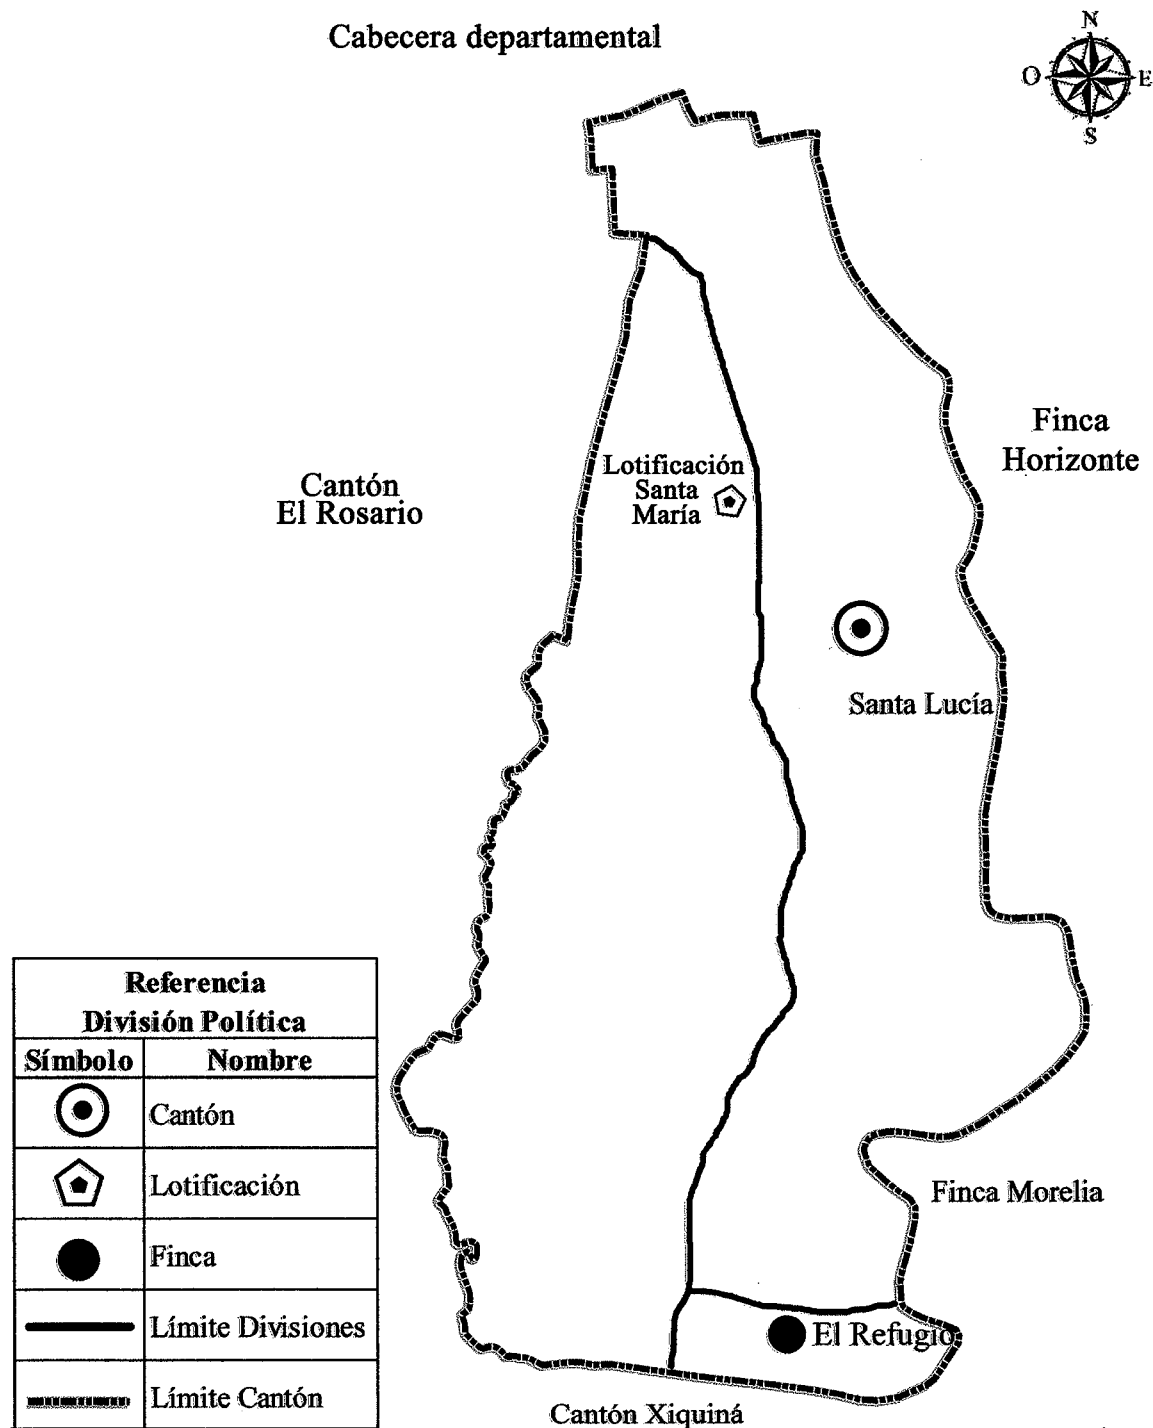 Cabecera departamental
N
O
E
S
Finca
Horizonte
Lotificación
Santa
María
Cantón
El Rosario
Santa Lucía
Referencia
División Política
Símbolo Nombre
Cantón
Lotificación
Finca
Límite Divisiones
Límite Cantón
Finca Morelia
El Refugio
Cantón Xiquiná